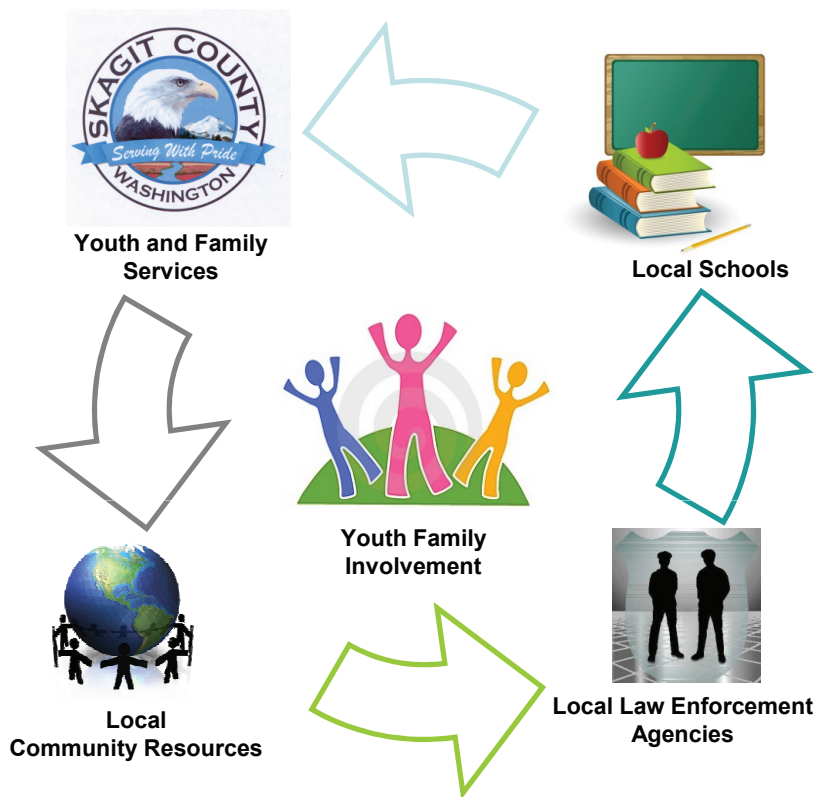 SKAGIT COUNTY
Serving With Pride
WASHINGTON
Youth and Family
Services
Local Schools
Youth Family
Involvement
Local
Community Resources
Local Law Enforcement
Agencies